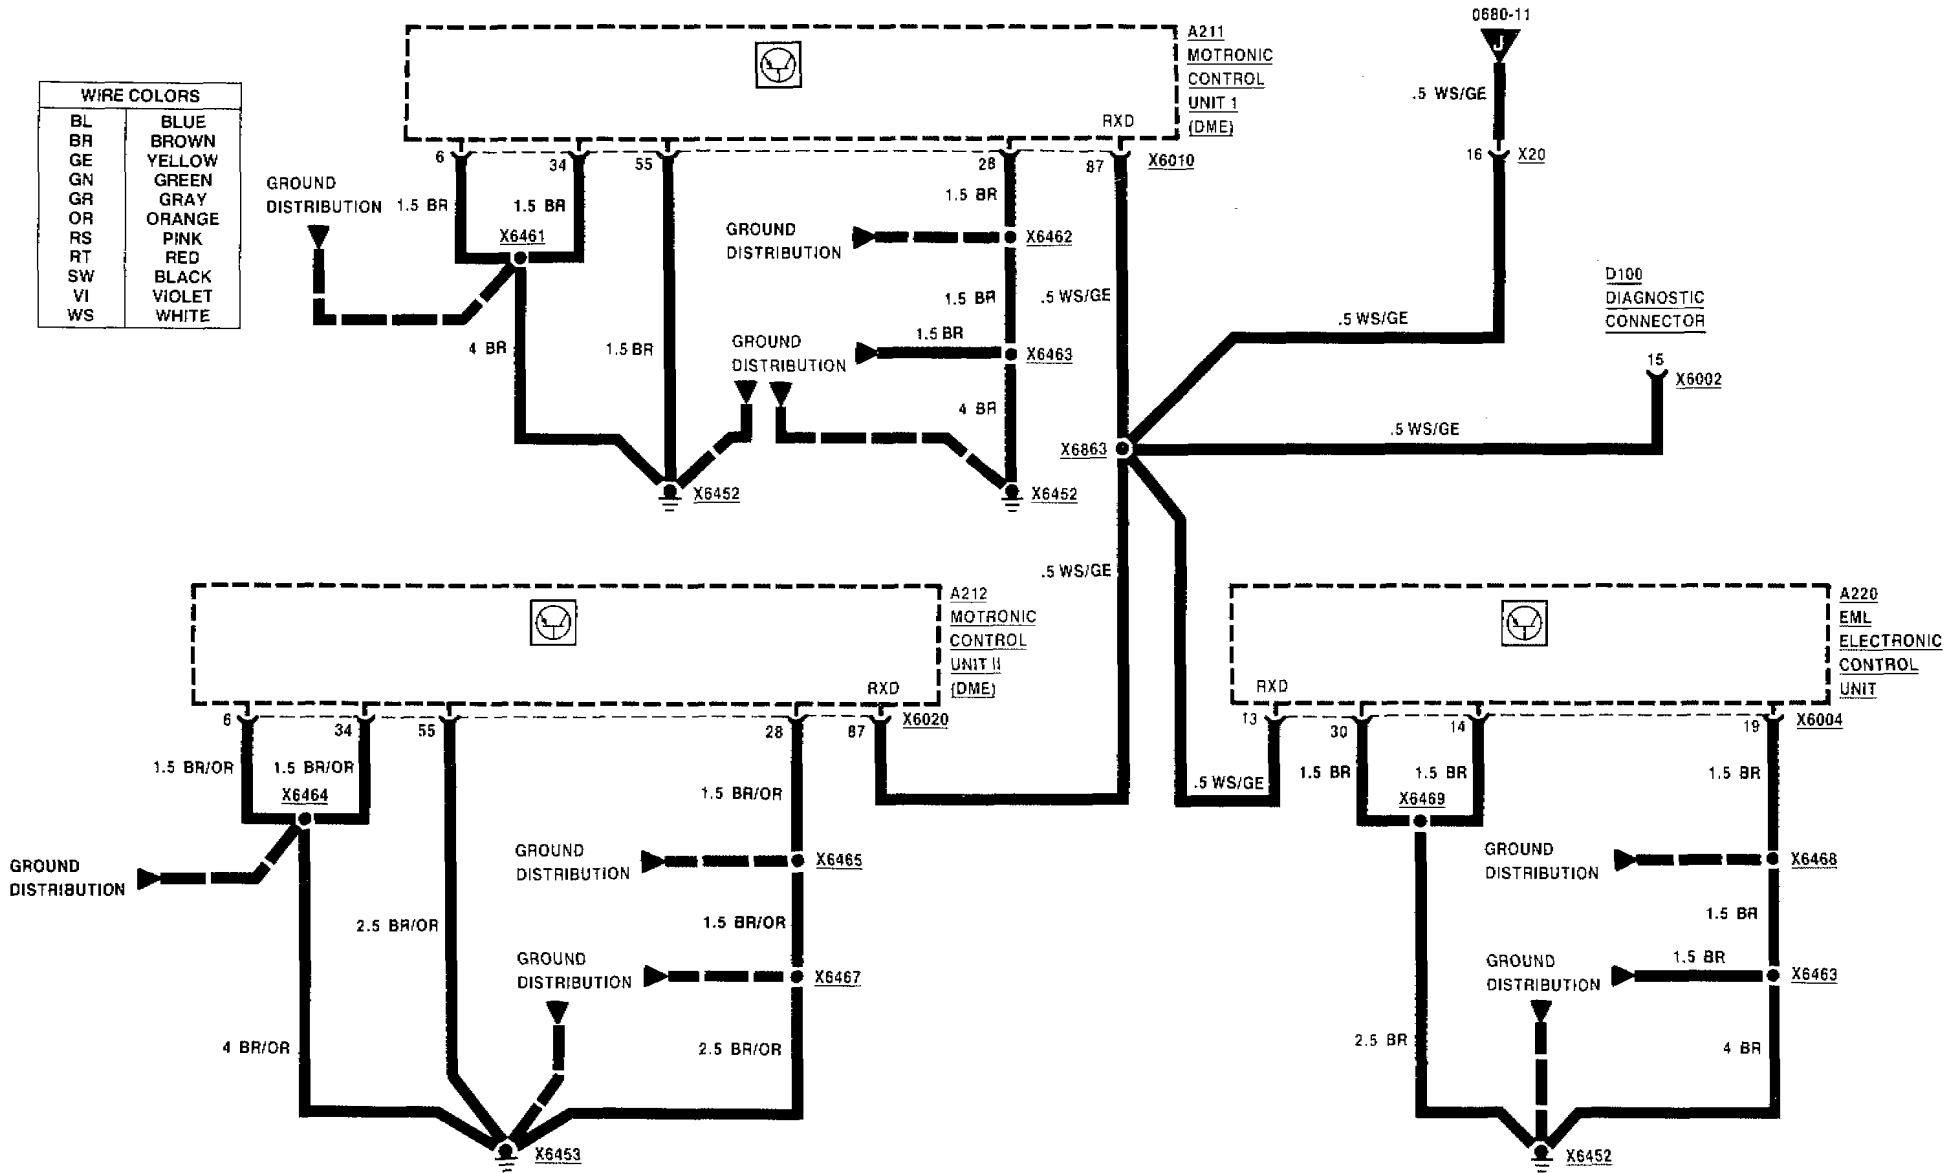 0680-11
J
.5 WS/GE
16
X20
A211
MOTRONIC
CONTROL
UNIT 1
(DME)
RXD
WIRE COLORS
BL BLUE
BR BROWN
GE YELLOW
GN GREEN
GR GRAY
OR ORANGE
RS PINK
RT RED
SW BLACK
VI VIOLET
WS WHITE
6
34
55
28
87
X6010
GROUND
DISTRIBUTION
1.5 BR
1.5 BR
X6461
1.5 BR
GROUND
DISTRIBUTION
X6462
1.5 BR
.5 WS/GE
4 BR
1.5 BR
GROUND
DISTRIBUTION
1.5 BR
X6463
4 BR
X6452
X6452
.5 WS/GE
D100
DIAGNOSTIC
CONNECTOR
15
X6002
.5 WS/GE
X6863
.5 WS/GE
A212
MOTRONIC
CONTROL
UNIT II
(DME)
RXD
6
34
55
28
87
X6020
1.5 BR/OR
1.5 BR/OR
X6464
1.5 BR/OR
GROUND
DISTRIBUTION
GROUND
DISTRIBUTION
X6465
2.5 BR/OR
1.5 BR/OR
GROUND
DISTRIBUTION
X6467
4 BR/OR
2.5 BR/OR
X6453
A220
EML
ELECTRONIC
CONTROL
UNIT
RXD
13
30
14
19
X6004
.5 WS/GE
1.5 BR
1.5 BR
X6469
1.5 BR
GROUND
DISTRIBUTION
X6468
1.5 BR
GROUND
DISTRIBUTION
1.5 BR
X6463
2.5 BR
4 BR
X6452